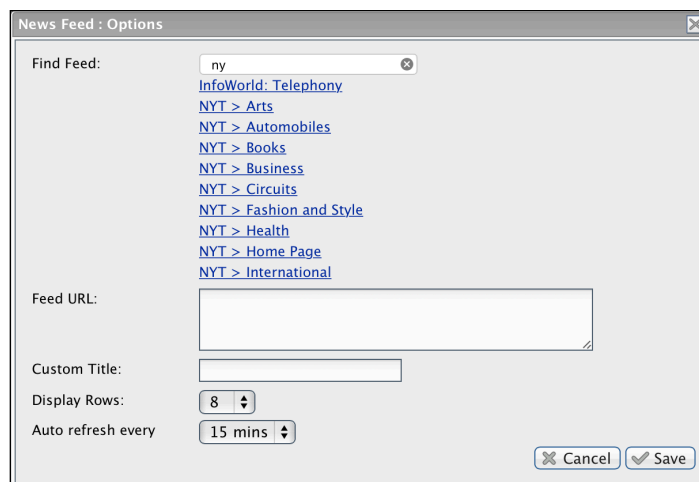 News Feed : Options
Find Feed:
ny
InfoWorld: Telephony
NYT > Arts
NYT > Automobiles
NYT > Books
NYT > Business
NYT > Circuits
NYT > Fashion and Style
NYT > Health
NYT > Home Page
NYT > International
Feed URL:
Custom Title:
Display Rows:
8
Auto refresh every
15 mins
Cancel
Save